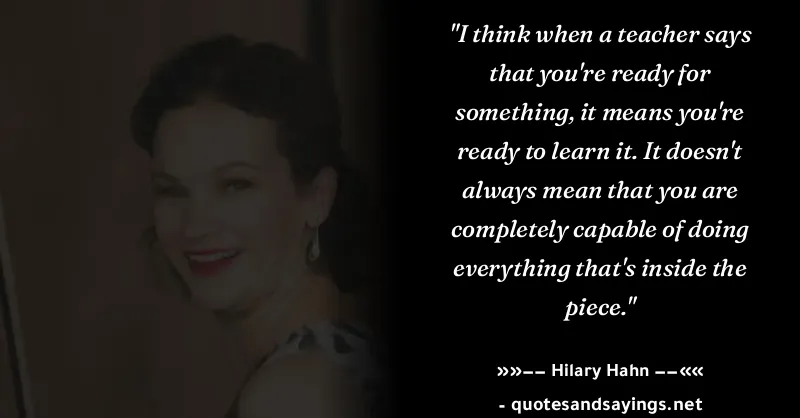 "I think when a teacher says
that you're ready for
something, it means you're
ready to learn it. It doesn't
always mean that you are
completely capable of doing
everything that's inside the
piece."
»»−− Hilary Hahn −−««
- quotesandsayings.net